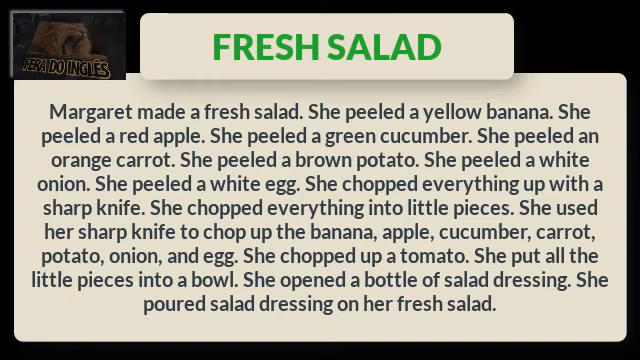 FERA DO INGLÊS
FRESH SALAD
Margaret made a fresh salad. She peeled a yellow banana. She
peeled a red apple. She peeled a green cucumber. She peeled an
orange carrot. She peeled a brown potato. She peeled a white
onion. She peeled a white egg. She chopped everything up with a
sharp knife. She chopped everything into little pieces. She used
her sharp knife to chop up the banana, apple, cucumber, carrot,
potato, onion, and egg. She chopped up a tomato. She put all the
little pieces into a bowl. She opened a bottle of salad dressing. She
poured salad dressing on her fresh salad.